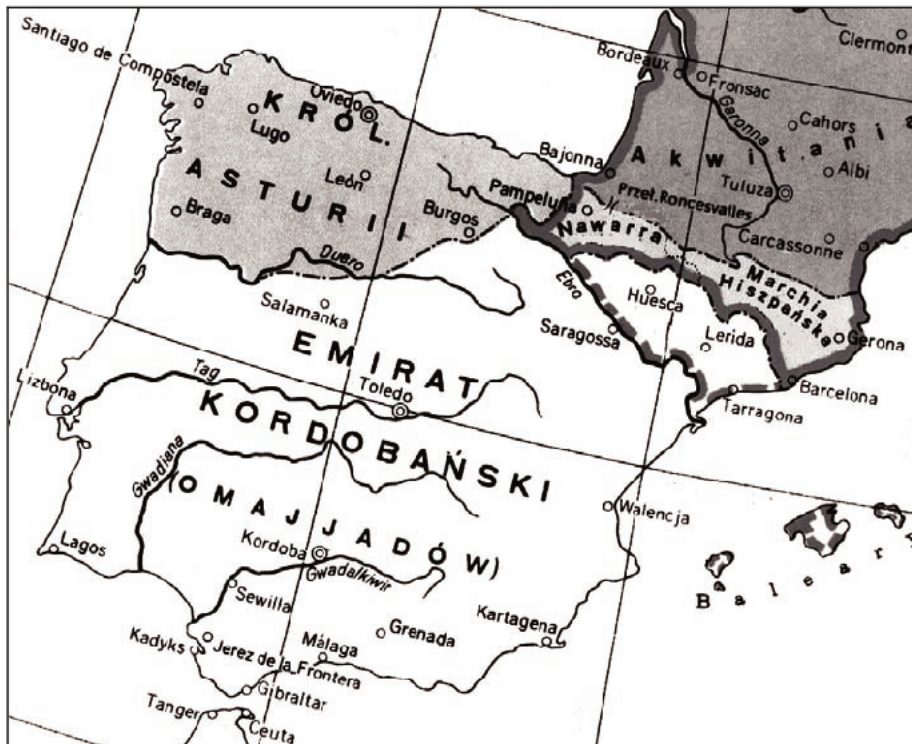 Santiago de Compostela
KRÓL.
ASTURII
Oviedo
Lugo
León
Braga
Burgos
Duero
Salamanka
Bordeaux
Fronsac
Clermont
Garonna
Cahors
Akwitania
Albi
Bajonna
Tuluza
Pampeluna
Przeł. Roncesvalles
Nawarra
Carcassonne
Marchia
Hiszpańska
Gerona
Ebro
Huesca
Saragossa
Lerida
Barcelona
Tarragona
EMIRAT
KORDOBAŃSKI
(OMAJJADÓW)
Tag
Toledo
Lizbona
Gwadiana
Walencja
Lagos
Kordoba
Gwadalkiwir
Sewilla
Kartagena
Grenada
Málaga
Kadyks
Jerez de la Frontera
Gibraltar
Tanger
Ceuta
Baleary